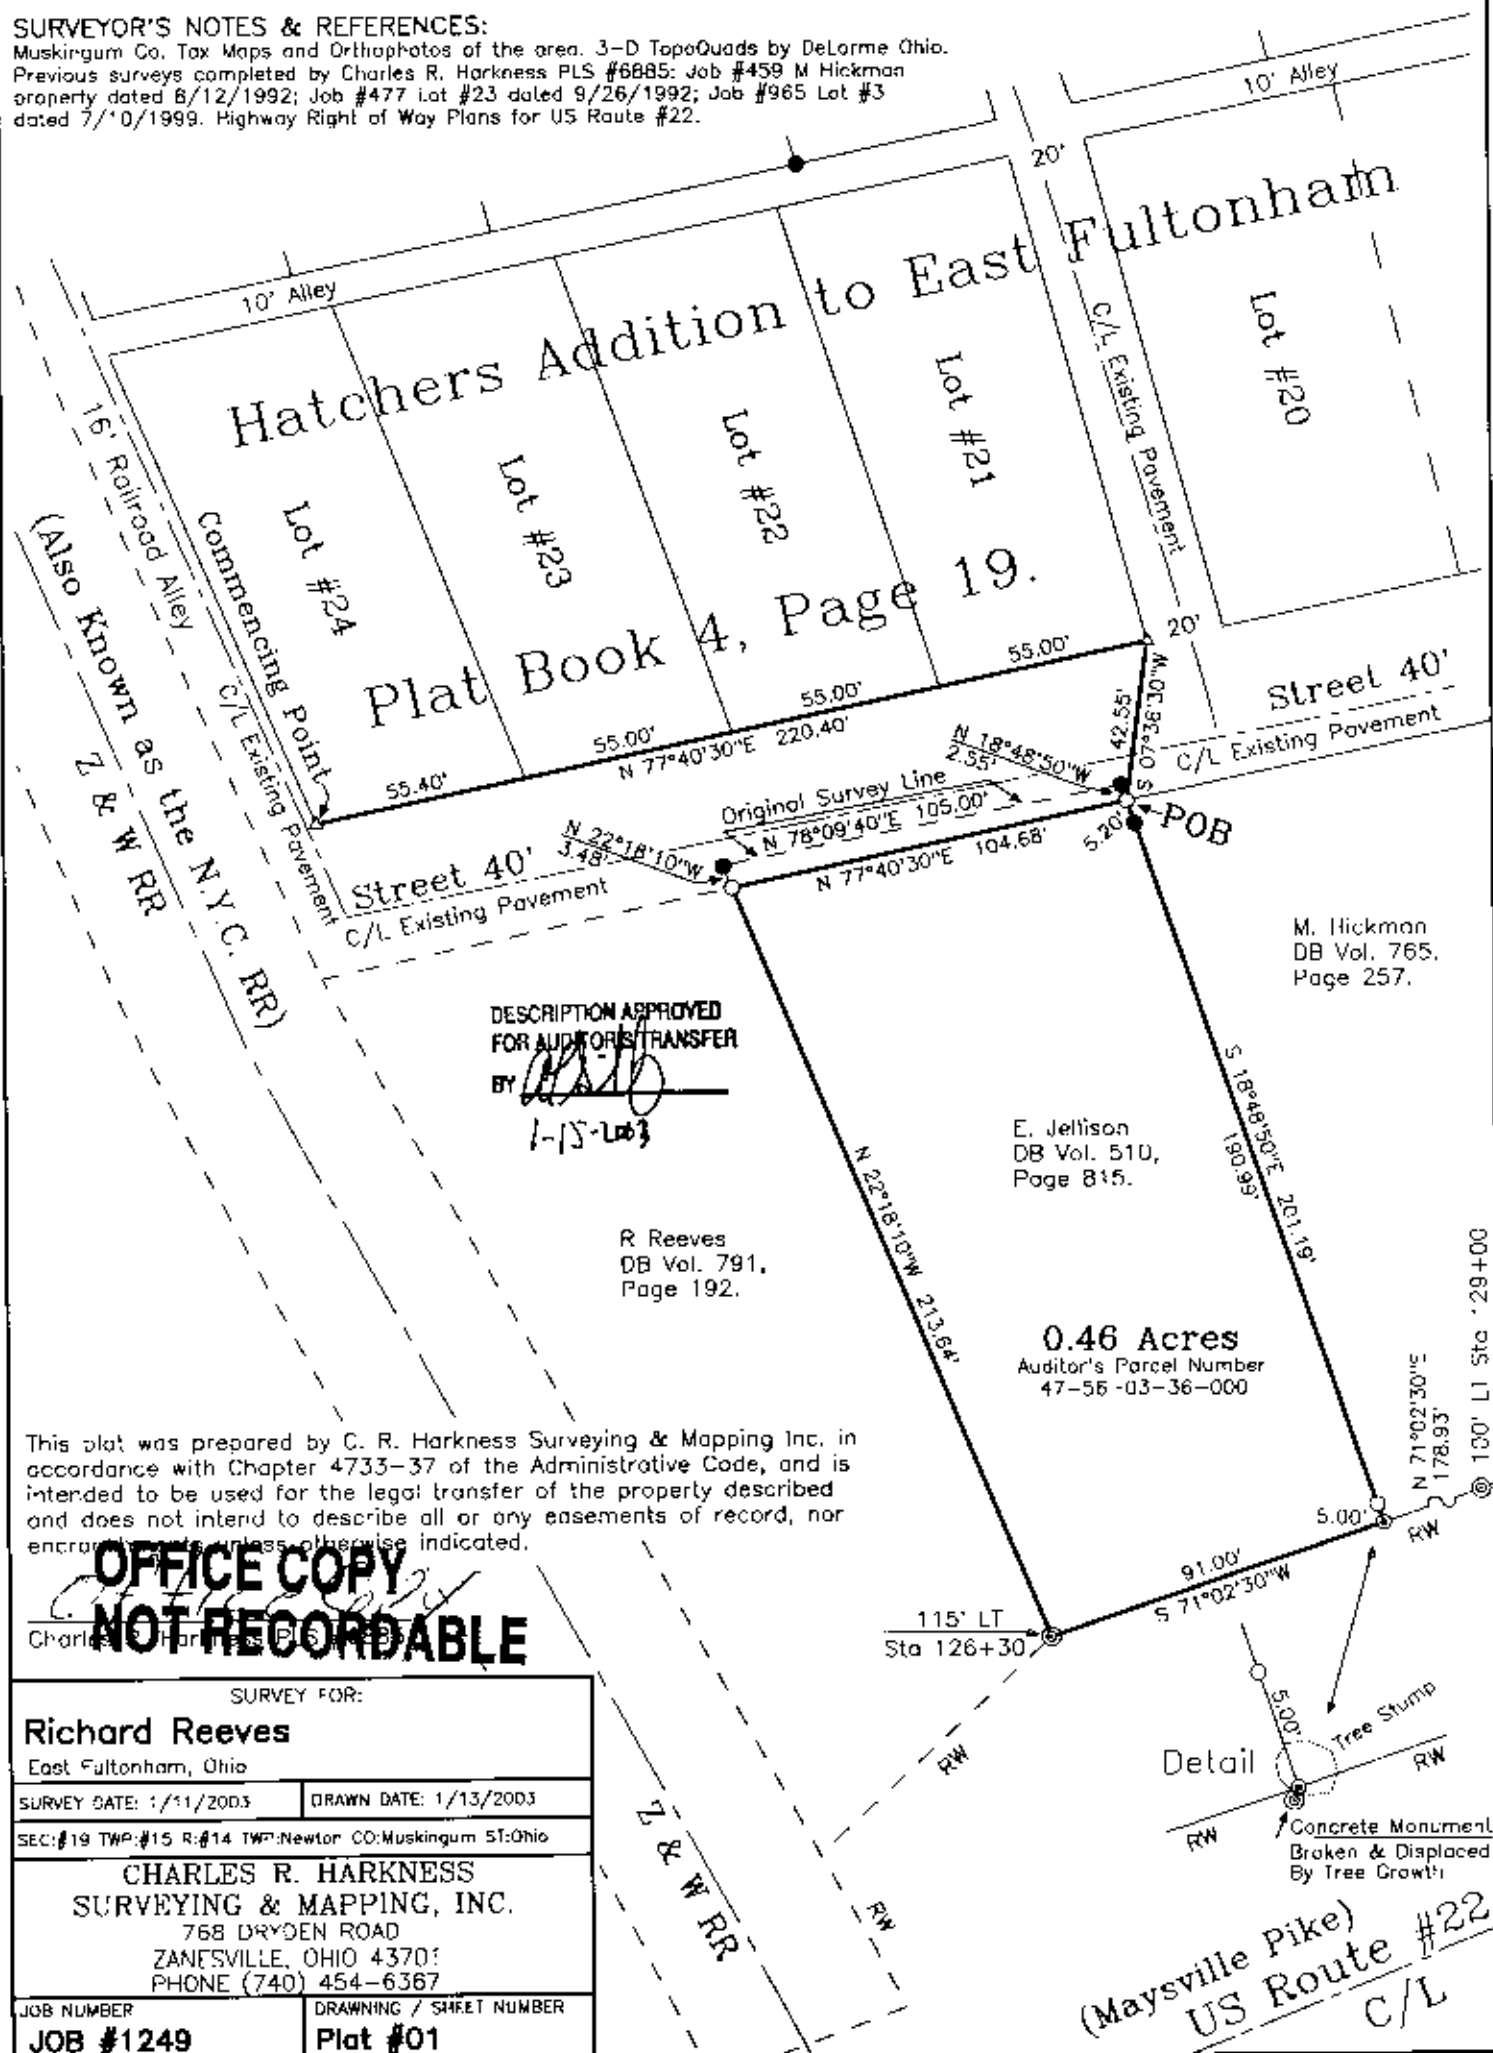 SURVEYOR'S NOTES & REFERENCES:
Muskingum Co. Tax Maps and Orthophotos of the area. 3-D TopoQuads by DeLorme Ohio.
Previous surveys completed by Charles R. Harkness PLS #6885: Job #459 M Hickman
property dated 8/12/1992; Job #477 Lot #23 dated 9/26/1992; Job #965 Lot #3
dated 7/10/1999. Highway Right of Way Plans for US Route #22.
10' Alley
20'
10' Alley
Hatchers Addition to East Fultonham
Plat Book 4, Page 19.
Lot #24
Lot #23
Lot #22
Lot #21
Lot #20
C/L Existing Pavement
16' Railroad Alley
Commencing Point
C/L Existing Pavement
(Also Known as the N.Y.C. RR)
Z & W RR
55.40'
55.00'
55.00'
55.00'
N 77°40'30"E 220.40'
20'
Street 40'
C/L Existing Pavement
42.55'
S 07°36'30"W
N 18°48'50"W
2.55'
Original Survey Line
N 78°09'40"E 105.00'
N 77°40'30"E 104.68'
5.20'
POB
N 22°18'10"W
3.48'
Street 40'
C/L Existing Pavement
M. Hickman
DB Vol. 765.
Page 257.
DESCRIPTION APPROVED
FOR AUDITOR'S TRANSFER
BY
1-15-2003
E. Jellison
DB Vol. 510,
Page 815.
S 18°48'50"E 201.19'
190.99'
N 22°18'10"W 213.64'
R Reeves
DB Vol. 791,
Page 192.
0.46 Acres
Auditor's Parcel Number
47-56-03-36-000
N 71°02'30"E
178.93'
100' LT Sta 129+00
5.00'
RW
91.00'
S 71°02'30"W
115' LT
Sta 126+30
This plat was prepared by C. R. Harkness Surveying & Mapping Inc. in
accordance with Chapter 4733-37 of the Administrative Code, and is
intended to be used for the legal transfer of the property described
and does not intend to describe all or any easements of record, nor
encroachments unless otherwise indicated.
OFFICE COPY
NOT RECORDABLE
Charles R. Harkness PLS
SURVEY FOR:
Richard Reeves
East Fultonham, Ohio
SURVEY DATE: 1/11/2003
DRAWN DATE: 1/13/2003
SEC:#19 TWP:#15 R:#14 TWP:Newton CO:Muskingum ST:Ohio
CHARLES R. HARKNESS
SURVEYING & MAPPING, INC.
768 DRYDEN ROAD
ZANESVILLE, OHIO 43701
PHONE (740) 454-6367
JOB NUMBER
JOB #1249
DRAWNING / SHEET NUMBER
Plat #01
Z & W RR
RW
RW
Detail
5.00'
Tree Stump
RW
RW
Concrete Monument
Broken & Displaced
By Tree Growth
(Maysville Pike)
US Route #22
C/L